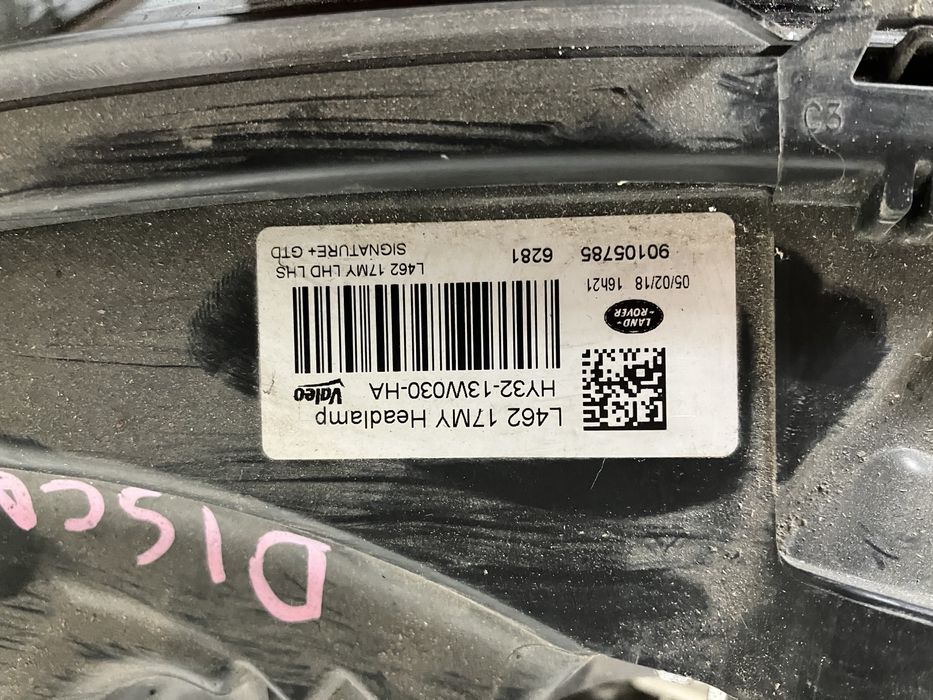 L462 17MY Headlamp
HY32-13W030-HA
Valeo
LAND-
-ROVER
05/02/18 16h21
L462 17MY LHD LHS
SIGNATURE+ GTD
90105785 6281
C3
DISC